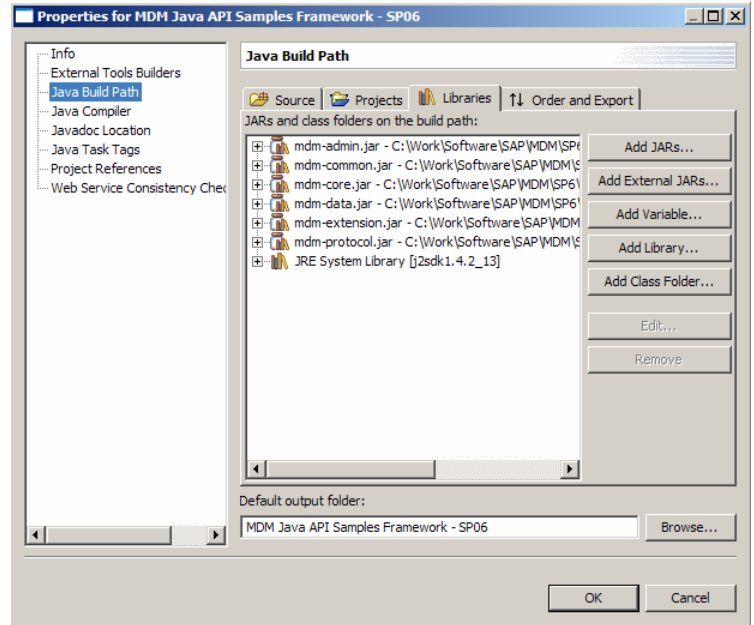 Properties for MDM Java API Samples Framework - SP06
Info
External Tools Builders
Java Build Path
Java Compiler
Javadoc Location
Java Task Tags
Project References
Web Service Consistency Chec
Java Build Path
Source Projects Libraries Order and Export
JARs and class folders on the build path:
mdm-admin.jar - C:\Work\Software\SAP\MDM\SP6
mdm-common.jar - C:\Work\Software\SAP\MDM\S
mdm-core.jar - C:\Work\Software\SAP\MDM\SP6\
mdm-data.jar - C:\Work\Software\SAP\MDM\SP6\
mdm-extension.jar - C:\Work\Software\SAP\MDM
mdm-protocol.jar - C:\Work\Software\SAP\MDM\S
JRE System Library [j2sdk1.4.2_13]
Add JARs...
Add External JARs...
Add Variable...
Add Library...
Add Class Folder...
Edit...
Remove
Default output folder:
MDM Java API Samples Framework - SP06
Browse...
OK
Cancel